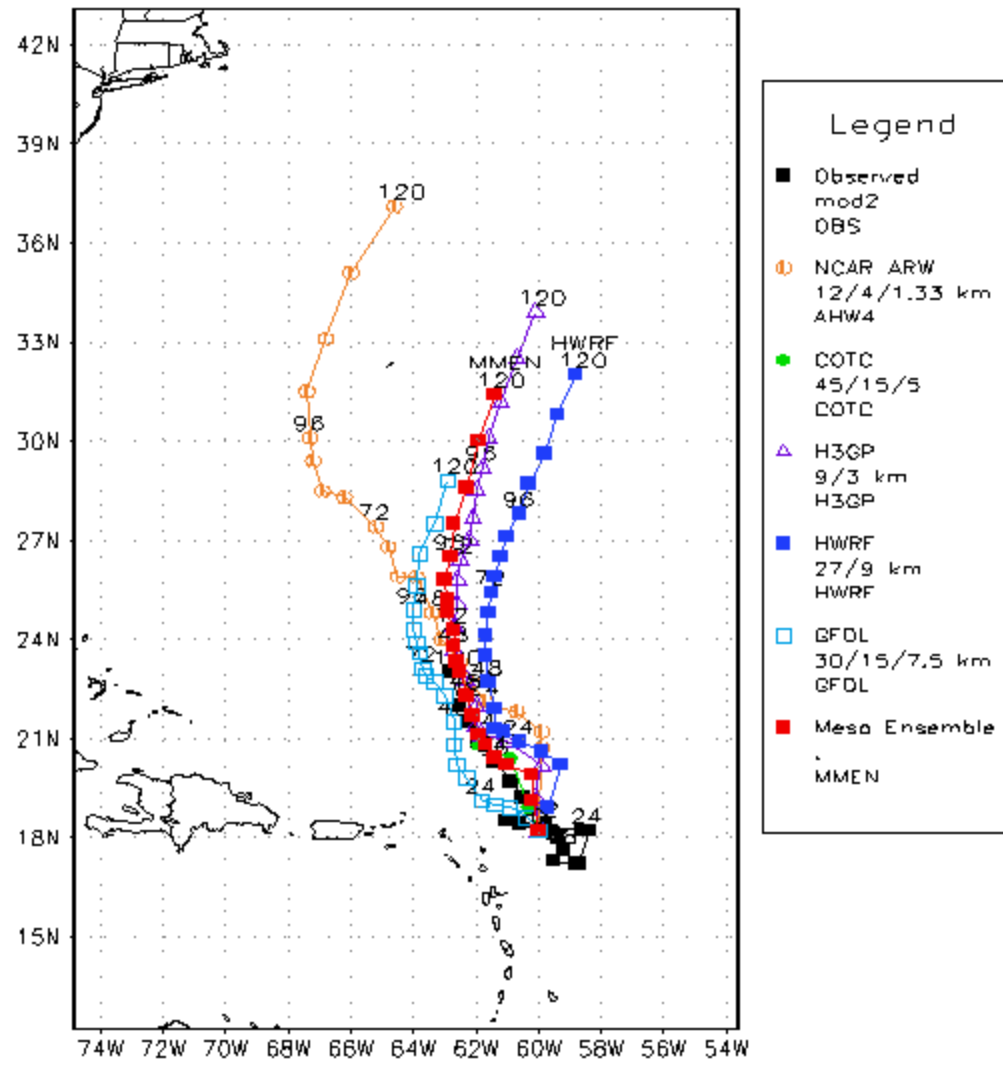 42N
39N
36N
33N
30N
27N
24N
21N
18N
15N
74W 72W 70W 68W 66W 64W 62W 60W 58W 56W 54W
120
96
72
120
HWRF
120
MMEN
120
120
96
24
24
24
48
Legend
Observed
mod2
OBS
NCAR ARW
12/4/1.33 km
AHW4
COTC
45/15/5
COTC
H3GP
9/3 km
H3GP
HWRF
27/9 km
HWRF
GFDL
30/15/7.5 km
GFDL
Meso Ensemble
.
MMEN